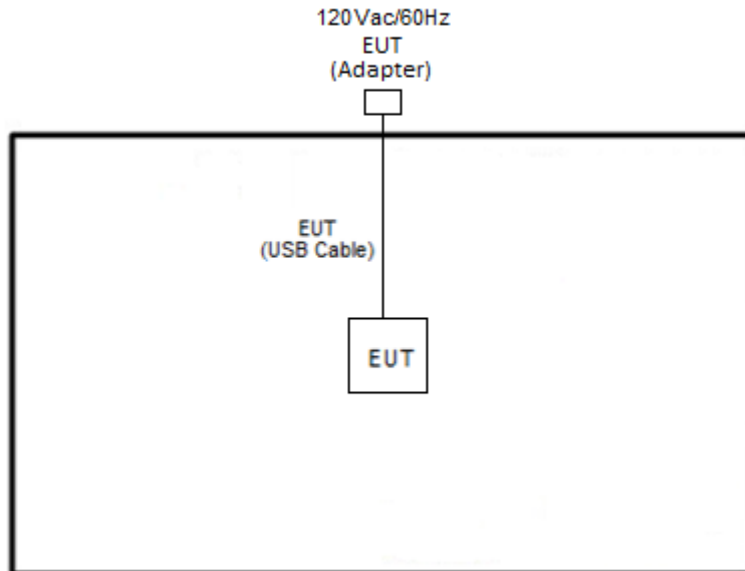 120Vac/60Hz
EUT
(Adapter)
EUT
(USB Cable)
EUT